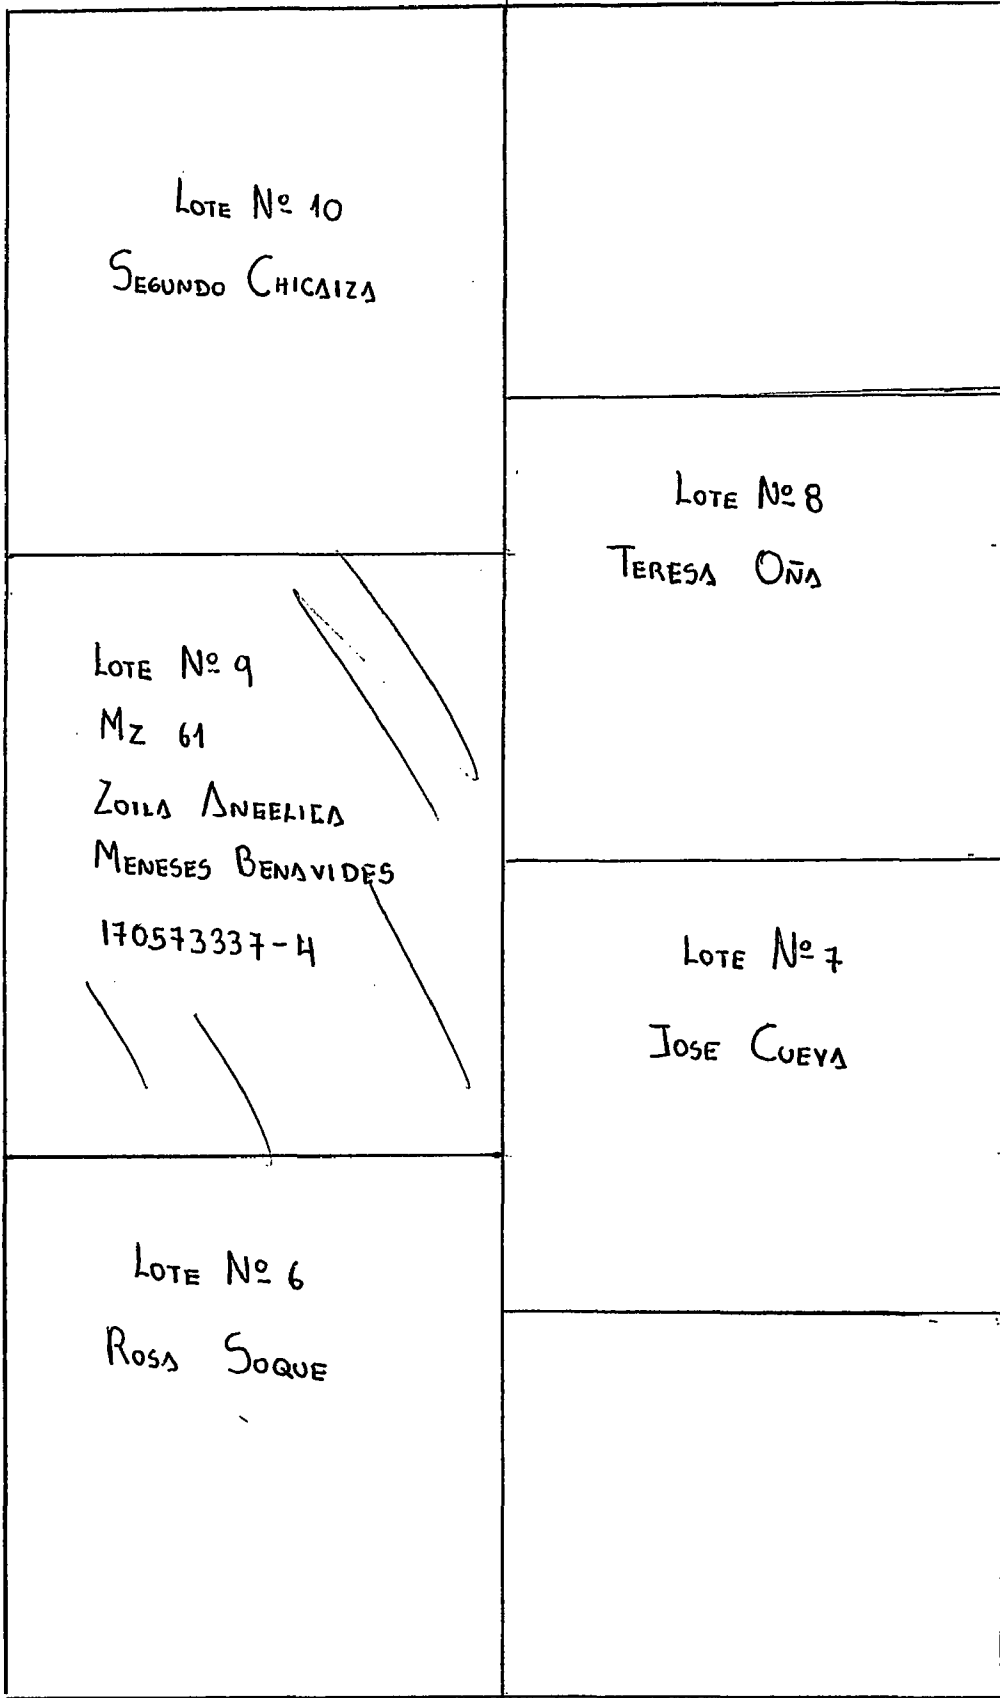 LOTE Nº 10
SEGUNDO CHICAIZA
LOTE Nº 9
MZ 61
ZOILA ANGELICA
MENESES BENAVIDES
170573337-4
LOTE Nº 6
ROSA SOQUE
LOTE Nº 8
TERESA OÑA
LOTE Nº 7
JOSE CUEVA